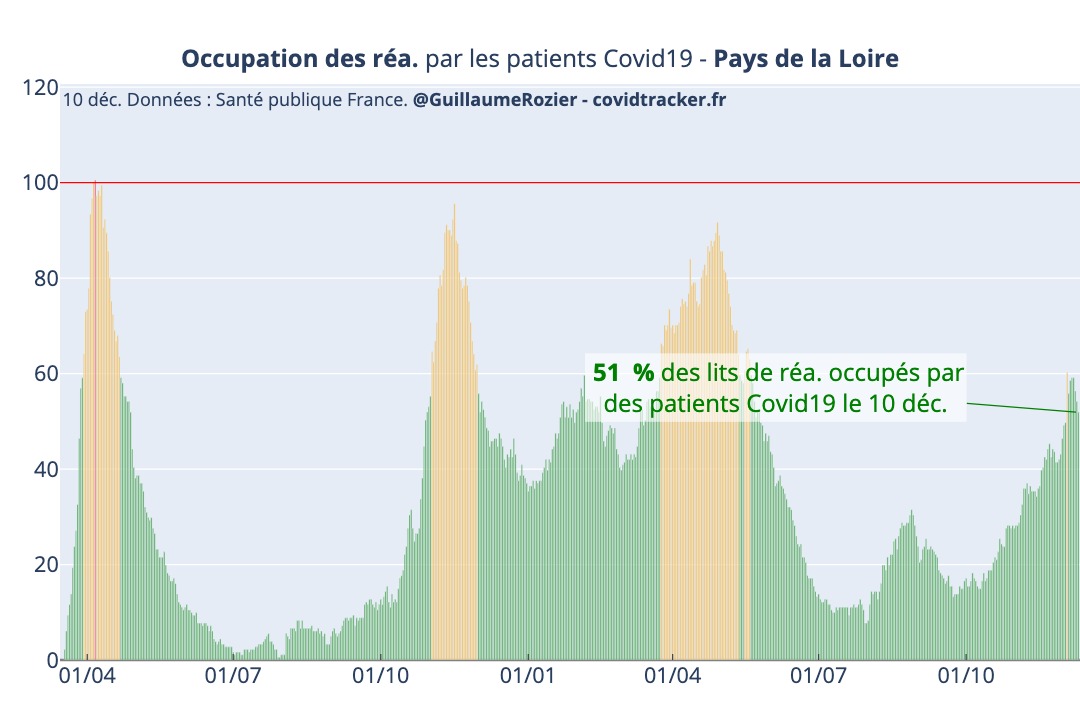 Occupation des réa. par les patients Covid19 - Pays de la Loire
120
10 déc. Données : Santé publique France. @GuillaumeRozier - covidtracker.fr
100
80
60
51 % des lits de réa. occupés par
des patients Covid19 le 10 déc.
40
20
0
01/04 01/07 01/10 01/01 01/04 01/07 01/10